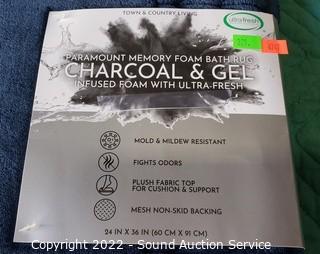 TOWN & COUNTRY LIVING
ultra-fresh
PARAMOUNT MEMORY FOAM BATH RUG
CHARCOAL & GEL
INFUSED FOAM WITH ULTRA-FRESH
MOLD & MILDEW RESISTANT
FIGHTS ODORS
PLUSH FABRIC TOP
FOR CUSHION & SUPPORT
MESH NON-SKID BACKING
24 IN X 36 IN (60 CM X 91 CM)
Copyright 2022 - Sound Auction Service